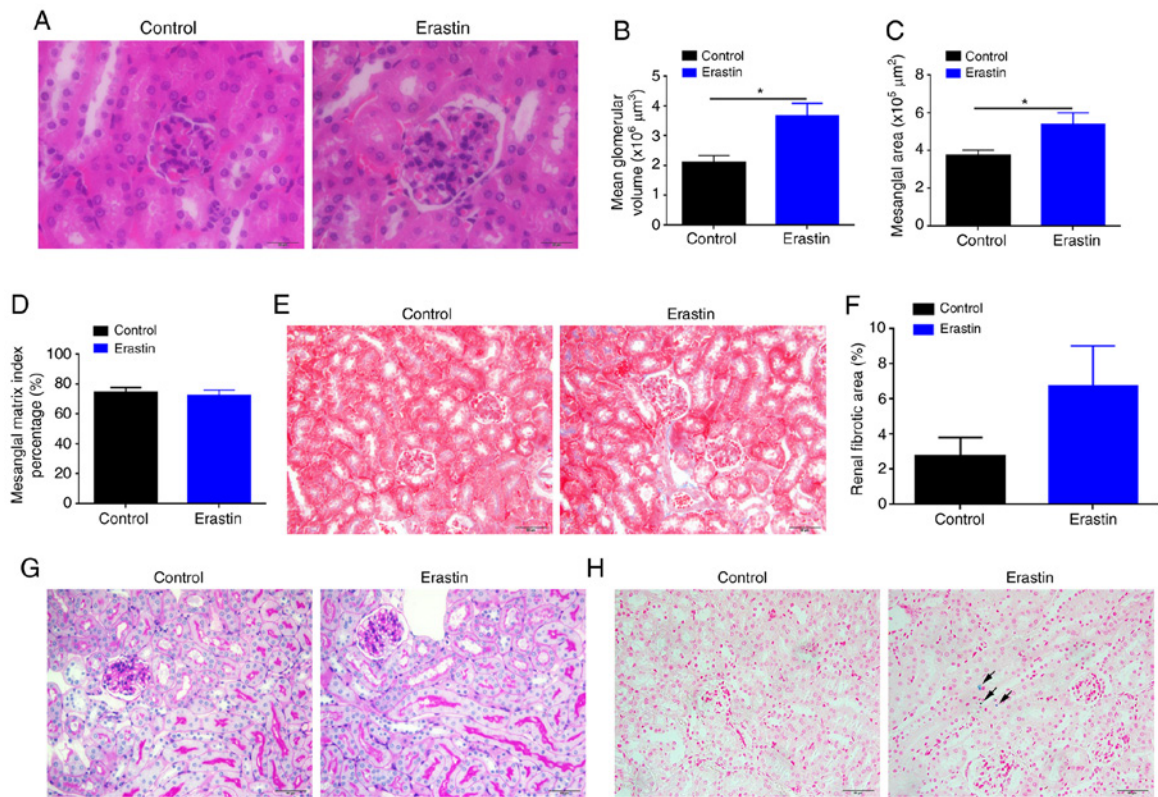 A
Control
Erastin
B
Control
Erastin
Mean glomerular
volume (x10⁶ µm³)
5
4
3
2
1
0
*
Control
Erastin
C
Control
Erastin
Mesanglal area (x10⁵ µm²)
8
6
4
2
0
*
Control
Erastin
D
Control
Erastin
Mesanglal matrix index
percentage (%)
100
80
60
40
20
0
Control
Erastin
E
Control
Erastin
F
Control
Erastin
Renal fibrotic area (%)
10
8
6
4
2
0
Control
Erastin
G
Control
Erastin
H
Control
Erastin